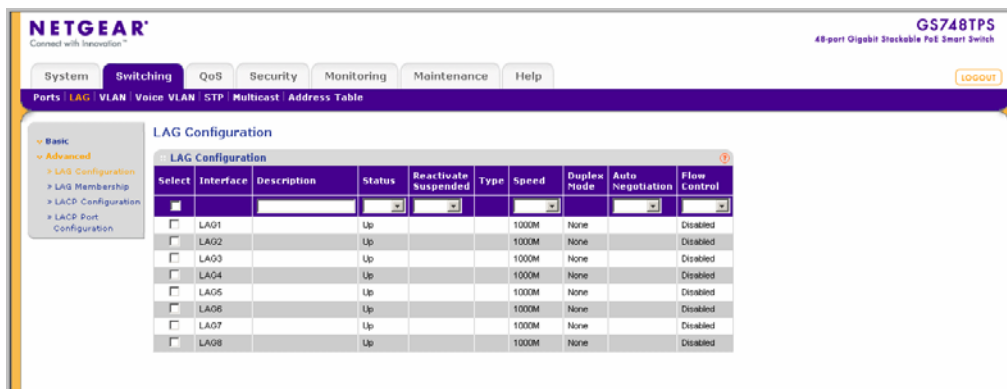 NETGEAR®
Connect with Innovation™
GS748TPS
48-port Gigabit Stackable PoE Smart Switch
System Switching QoS Security Monitoring Maintenance Help LOGOUT
Ports LAG VLAN Voice VLAN STP Multicast Address Table
Basic
Advanced
LAG Configuration
LAG Membership
LACP Configuration
LACP Port Configuration
LAG Configuration
LAG Configuration
Select Interface Description Status Reactivate Suspended Type Speed Duplex Mode Auto Negotiation Flow Control
LAG1 Up 1000M None Disabled
LAG2 Up 1000M None Disabled
LAG3 Up 1000M None Disabled
LAG4 Up 1000M None Disabled
LAG5 Up 1000M None Disabled
LAG6 Up 1000M None Disabled
LAG7 Up 1000M None Disabled
LAG8 Up 1000M None Disabled